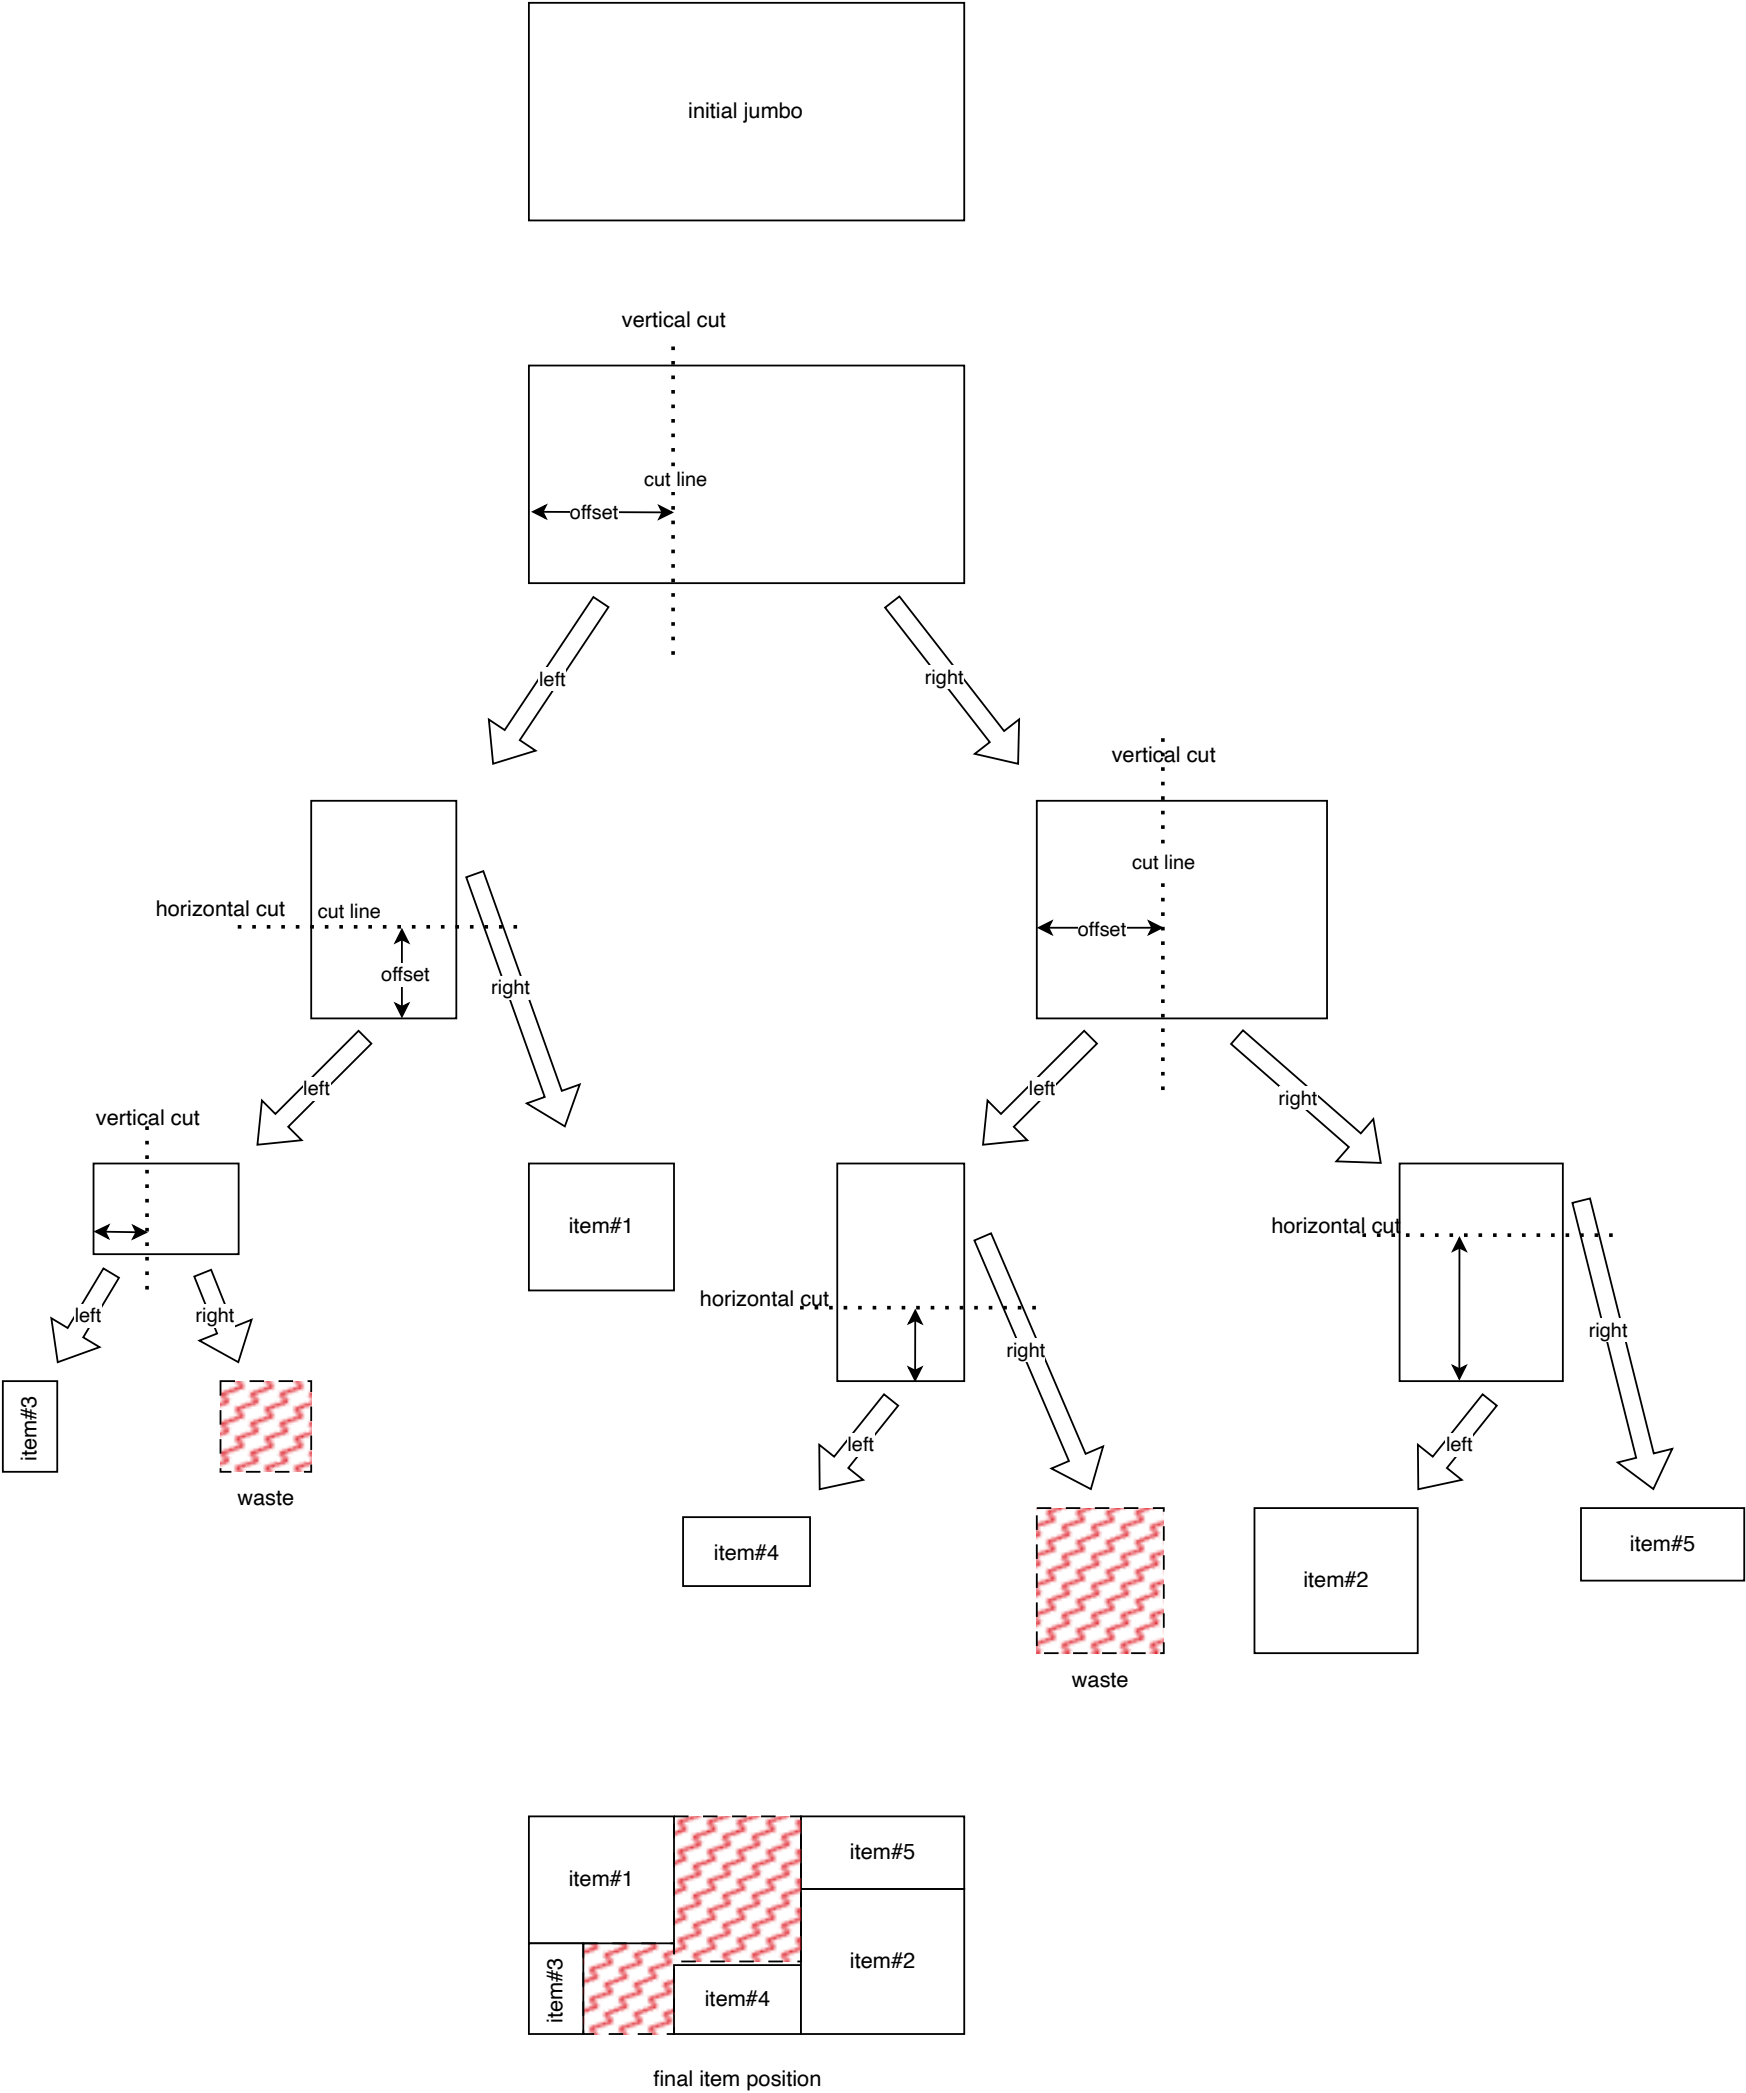 initial jumbo
vertical cut
cut line
offset
left
right
vertical cut
cut line
horizontal cut
cut line
offset
offset
right
left
left
right
vertical cut
item#1
horizontal cut
horizontal cut
left
right
right
right
item#3
left
left
waste
item#4
item#5
item#2
waste
item#5
item#1
item#2
item#3
item#4
final item position